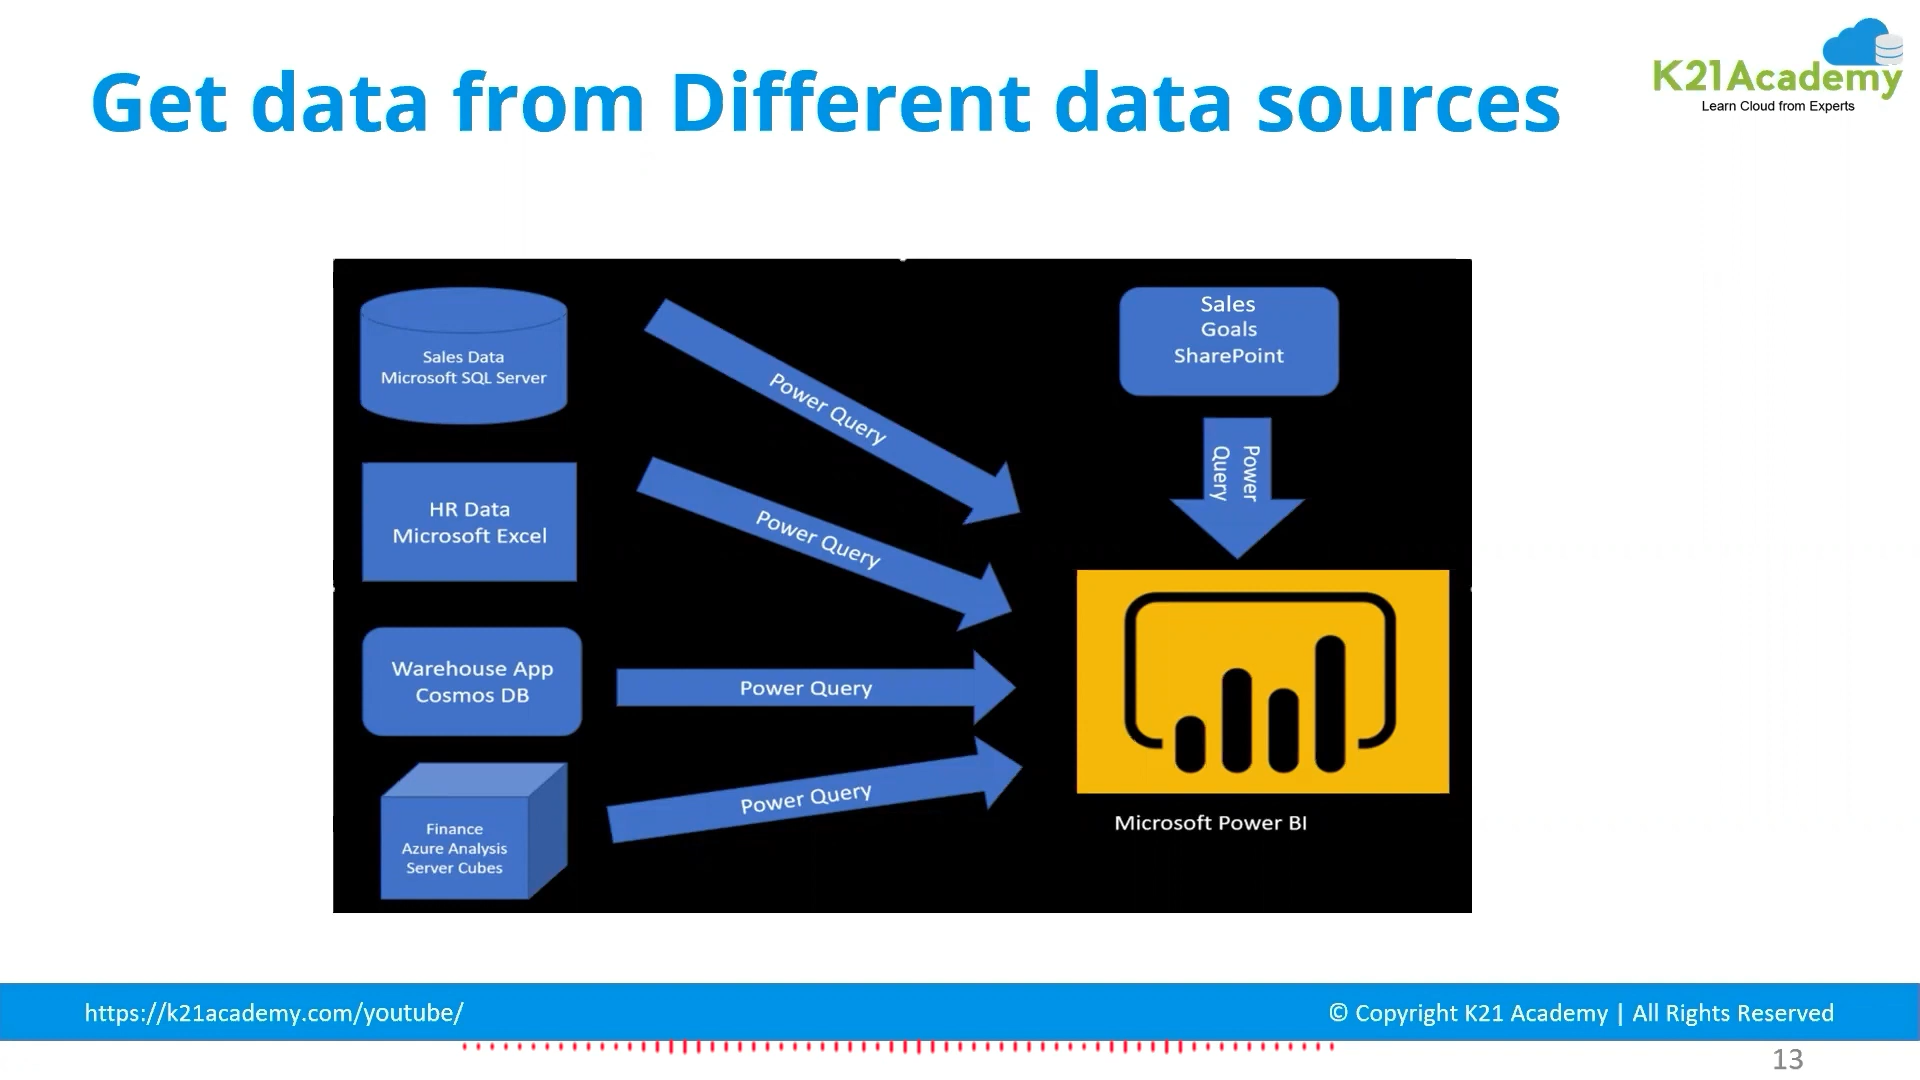 Get data from Different data sources
K21Academy
Learn Cloud from Experts
Sales Data
Microsoft SQL Server
Power Query
Sales
Goals
SharePoint
Power
Query
HR Data
Microsoft Excel
Power Query
Warehouse App
Cosmos DB
Power Query
Finance
Azure Analysis
Server Cubes
Power Query
Microsoft Power BI
https://k21academy.com/youtube/
© Copyright K21 Academy | All Rights Reserved
13